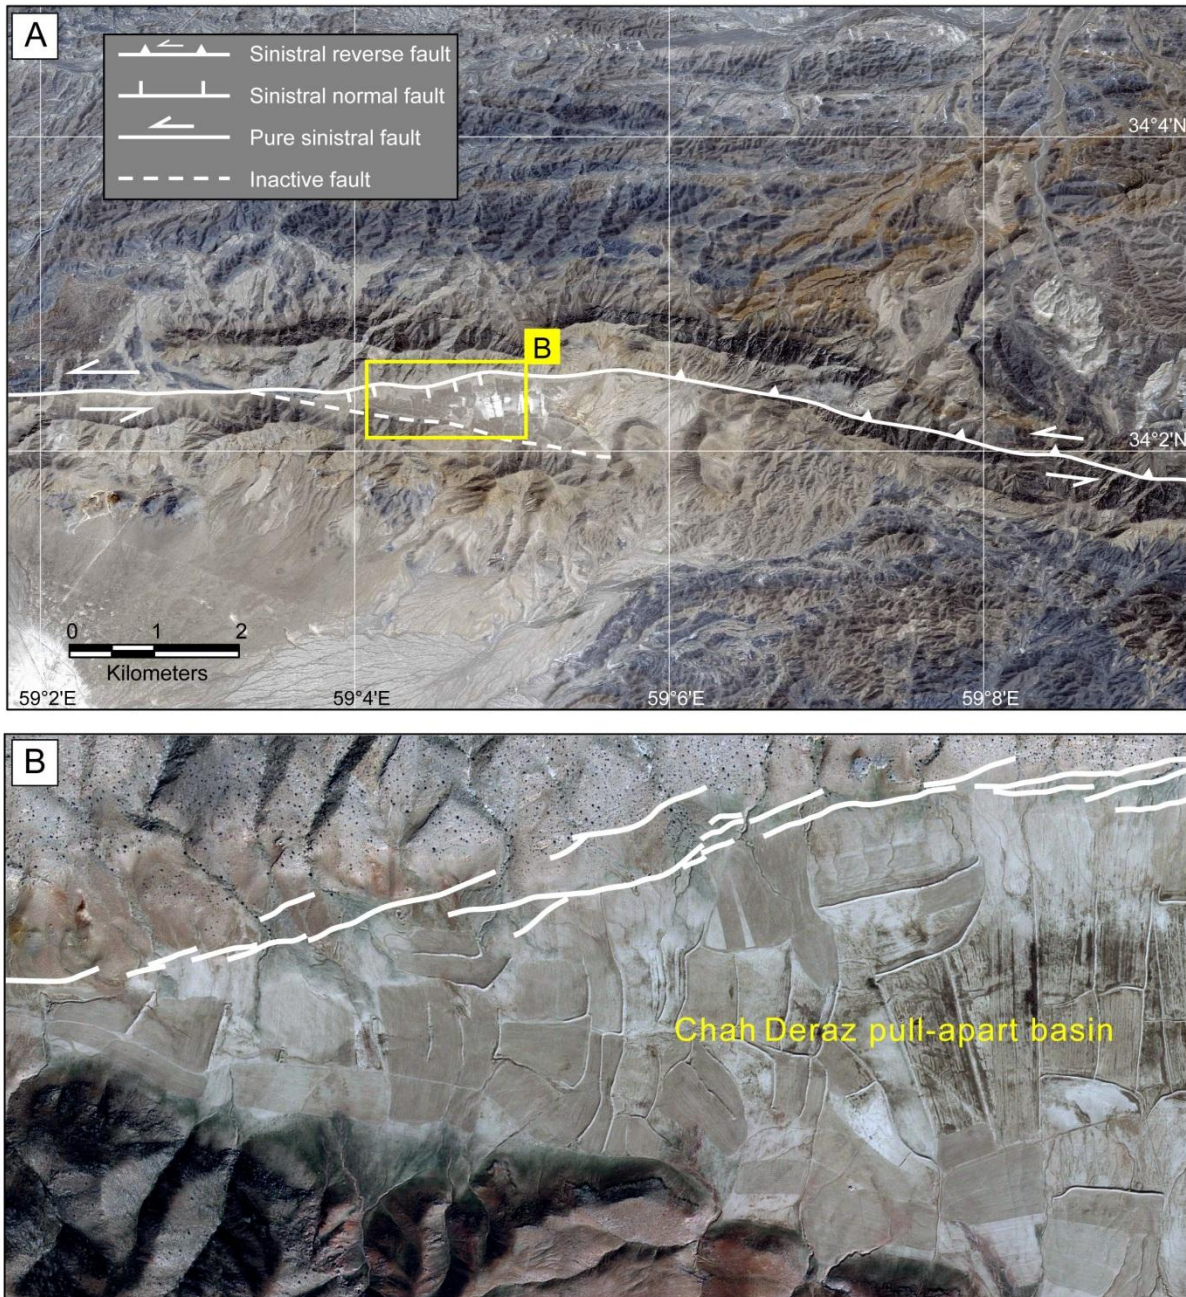 A
Sinistral reverse fault
Sinistral normal fault
Pure sinistral fault
Inactive fault
34°4'N
B
34°2'N
0 1 2
Kilometers
59°2'E 59°4'E 59°6'E 59°8'E
B
Chah Deraz pull-apart basin